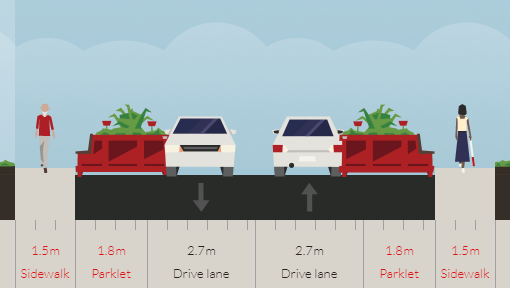 1.5m 1.8m 2.7m 2.7m 1.8m 1.5m
Sidewalk Parklet Drive lane Drive lane Parklet Sidewalk